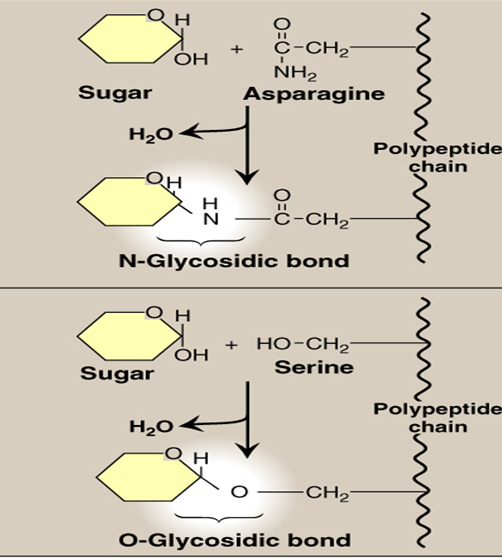 O H
OH
+
O
C–CH2
NH2
Sugar
Asparagine
H2O
Polypeptide
chain
O H
H
N
O
C–CH2
N-Glycosidic bond
O H
OH
+
HO–CH2
Sugar
Serine
H2O
Polypeptide
chain
O H
O
CH2
O-Glycosidic bond